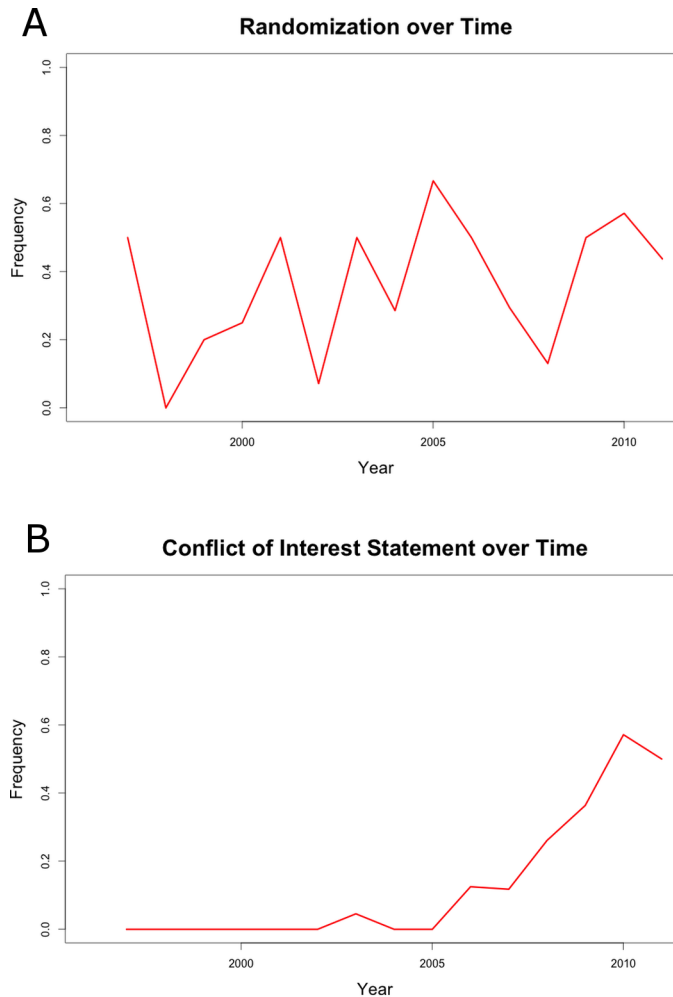 A
Randomization over Time
1.0
0.8
0.6
0.4
0.2
0.0
Frequency
2000 2005 2010
Year
B
Conflict of Interest Statement over Time
1.0
0.8
0.6
0.4
0.2
0.0
Frequency
2000 2005 2010
Year